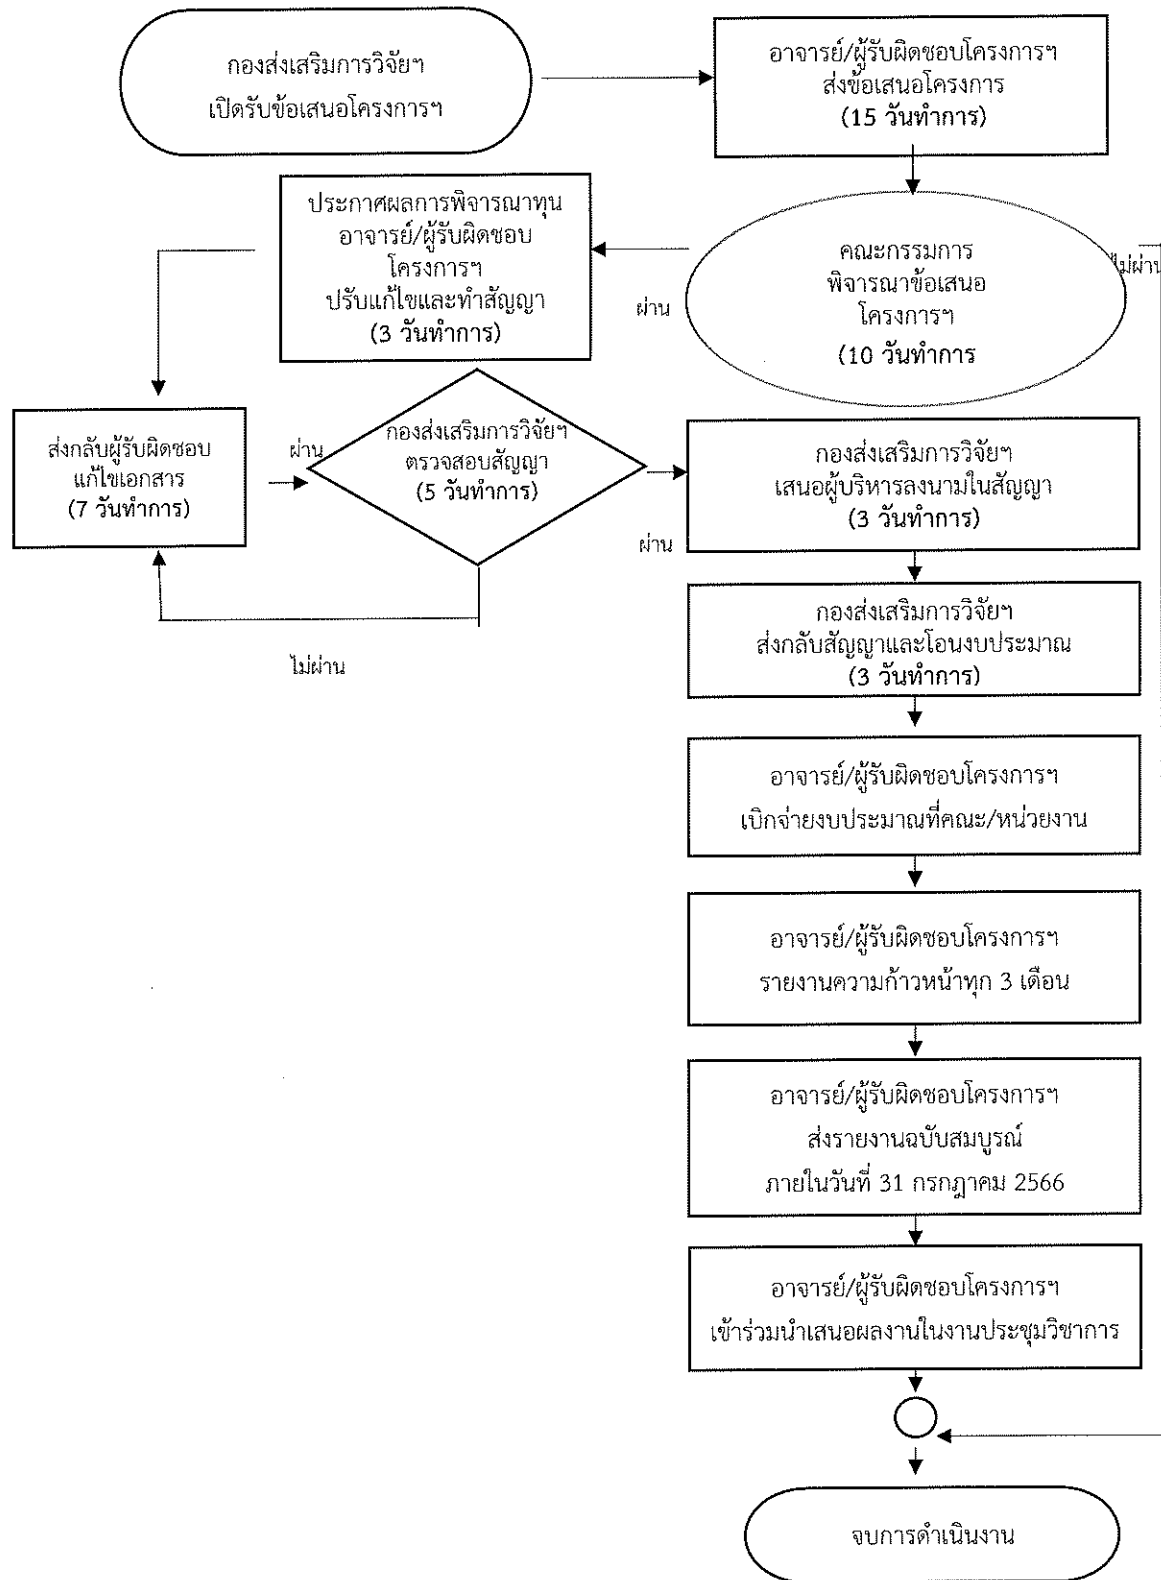 กองส่งเสริมการวิจัยฯ
เปิดรับข้อเสนอโครงการฯ
อาจารย์/ผู้รับผิดชอบโครงการฯ
ส่งข้อเสนอโครงการ
(15 วันทำการ)
ประกาศผลการพิจารณาทุน
อาจารย์/ผู้รับผิดชอบ
โครงการฯ
ปรับแก้ไขและทำสัญญา
(3 วันทำการ)
ผ่าน
คณะกรรมการ
พิจารณาข้อเสนอ
โครงการฯ
(10 วันทำการ
ไม่ผ่าน
ส่งกลับผู้รับผิดชอบ
แก้ไขเอกสาร
(7 วันทำการ)
ผ่าน
กองส่งเสริมการวิจัยฯ
ตรวจสอบสัญญา
(5 วันทำการ)
ผ่าน
ไม่ผ่าน
กองส่งเสริมการวิจัยฯ
เสนอผู้บริหารลงนามในสัญญา
(3 วันทำการ)
กองส่งเสริมการวิจัยฯ
ส่งกลับสัญญาและโอนงบประมาณ
(3 วันทำการ)
อาจารย์/ผู้รับผิดชอบโครงการฯ
เบิกจ่ายงบประมาณที่คณะ/หน่วยงาน
อาจารย์/ผู้รับผิดชอบโครงการฯ
รายงานความก้าวหน้าทุก 3 เดือน
อาจารย์/ผู้รับผิดชอบโครงการฯ
ส่งรายงานฉบับสมบูรณ์
ภายในวันที่ 31 กรกฎาคม 2566
อาจารย์/ผู้รับผิดชอบโครงการฯ
เข้าร่วมนำเสนอผลงานในงานประชุมวิชาการ
จบการดำเนินงาน